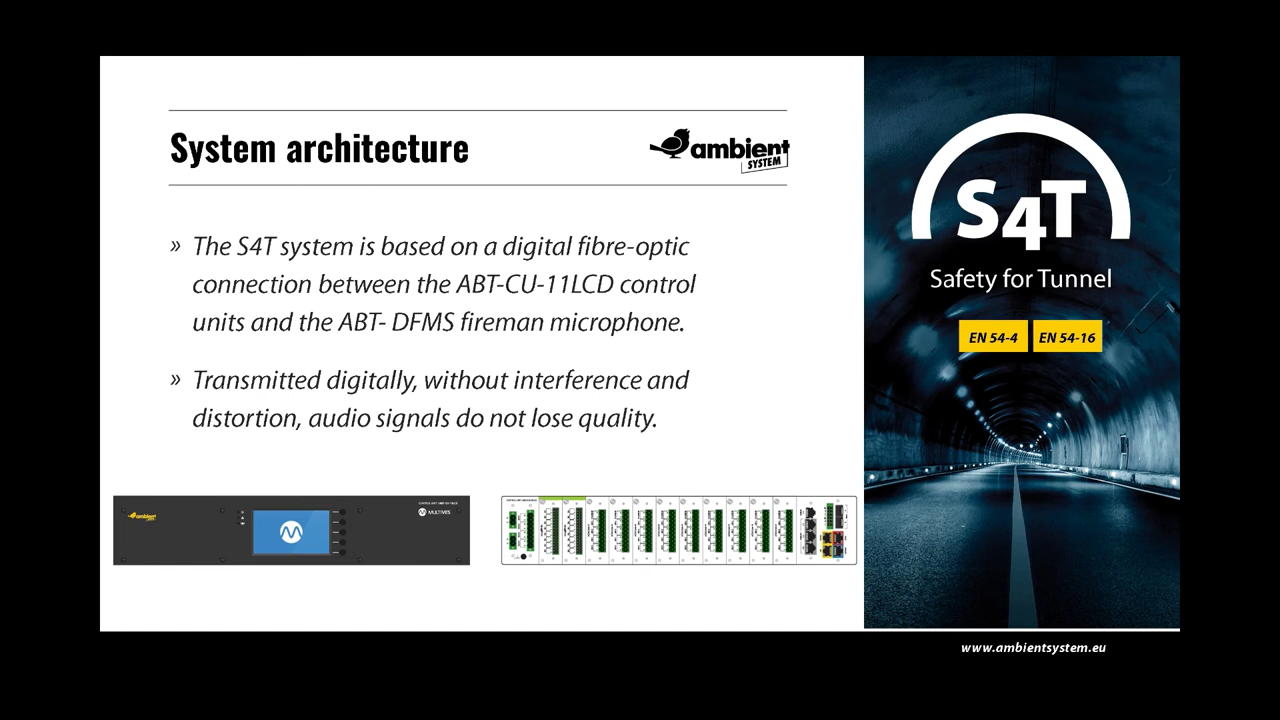 System architecture
ambient
SYSTEM
» The S4T system is based on a digital fibre-optic
connection between the ABT-CU-11LCD control
units and the ABT- DFMS fireman microphone.
» Transmitted digitally, without interference and
distortion, audio signals do not lose quality.
ambient
MULTIVES
S4T
Safety for Tunnel
EN 54-4
EN 54-16
www.ambientsystem.eu